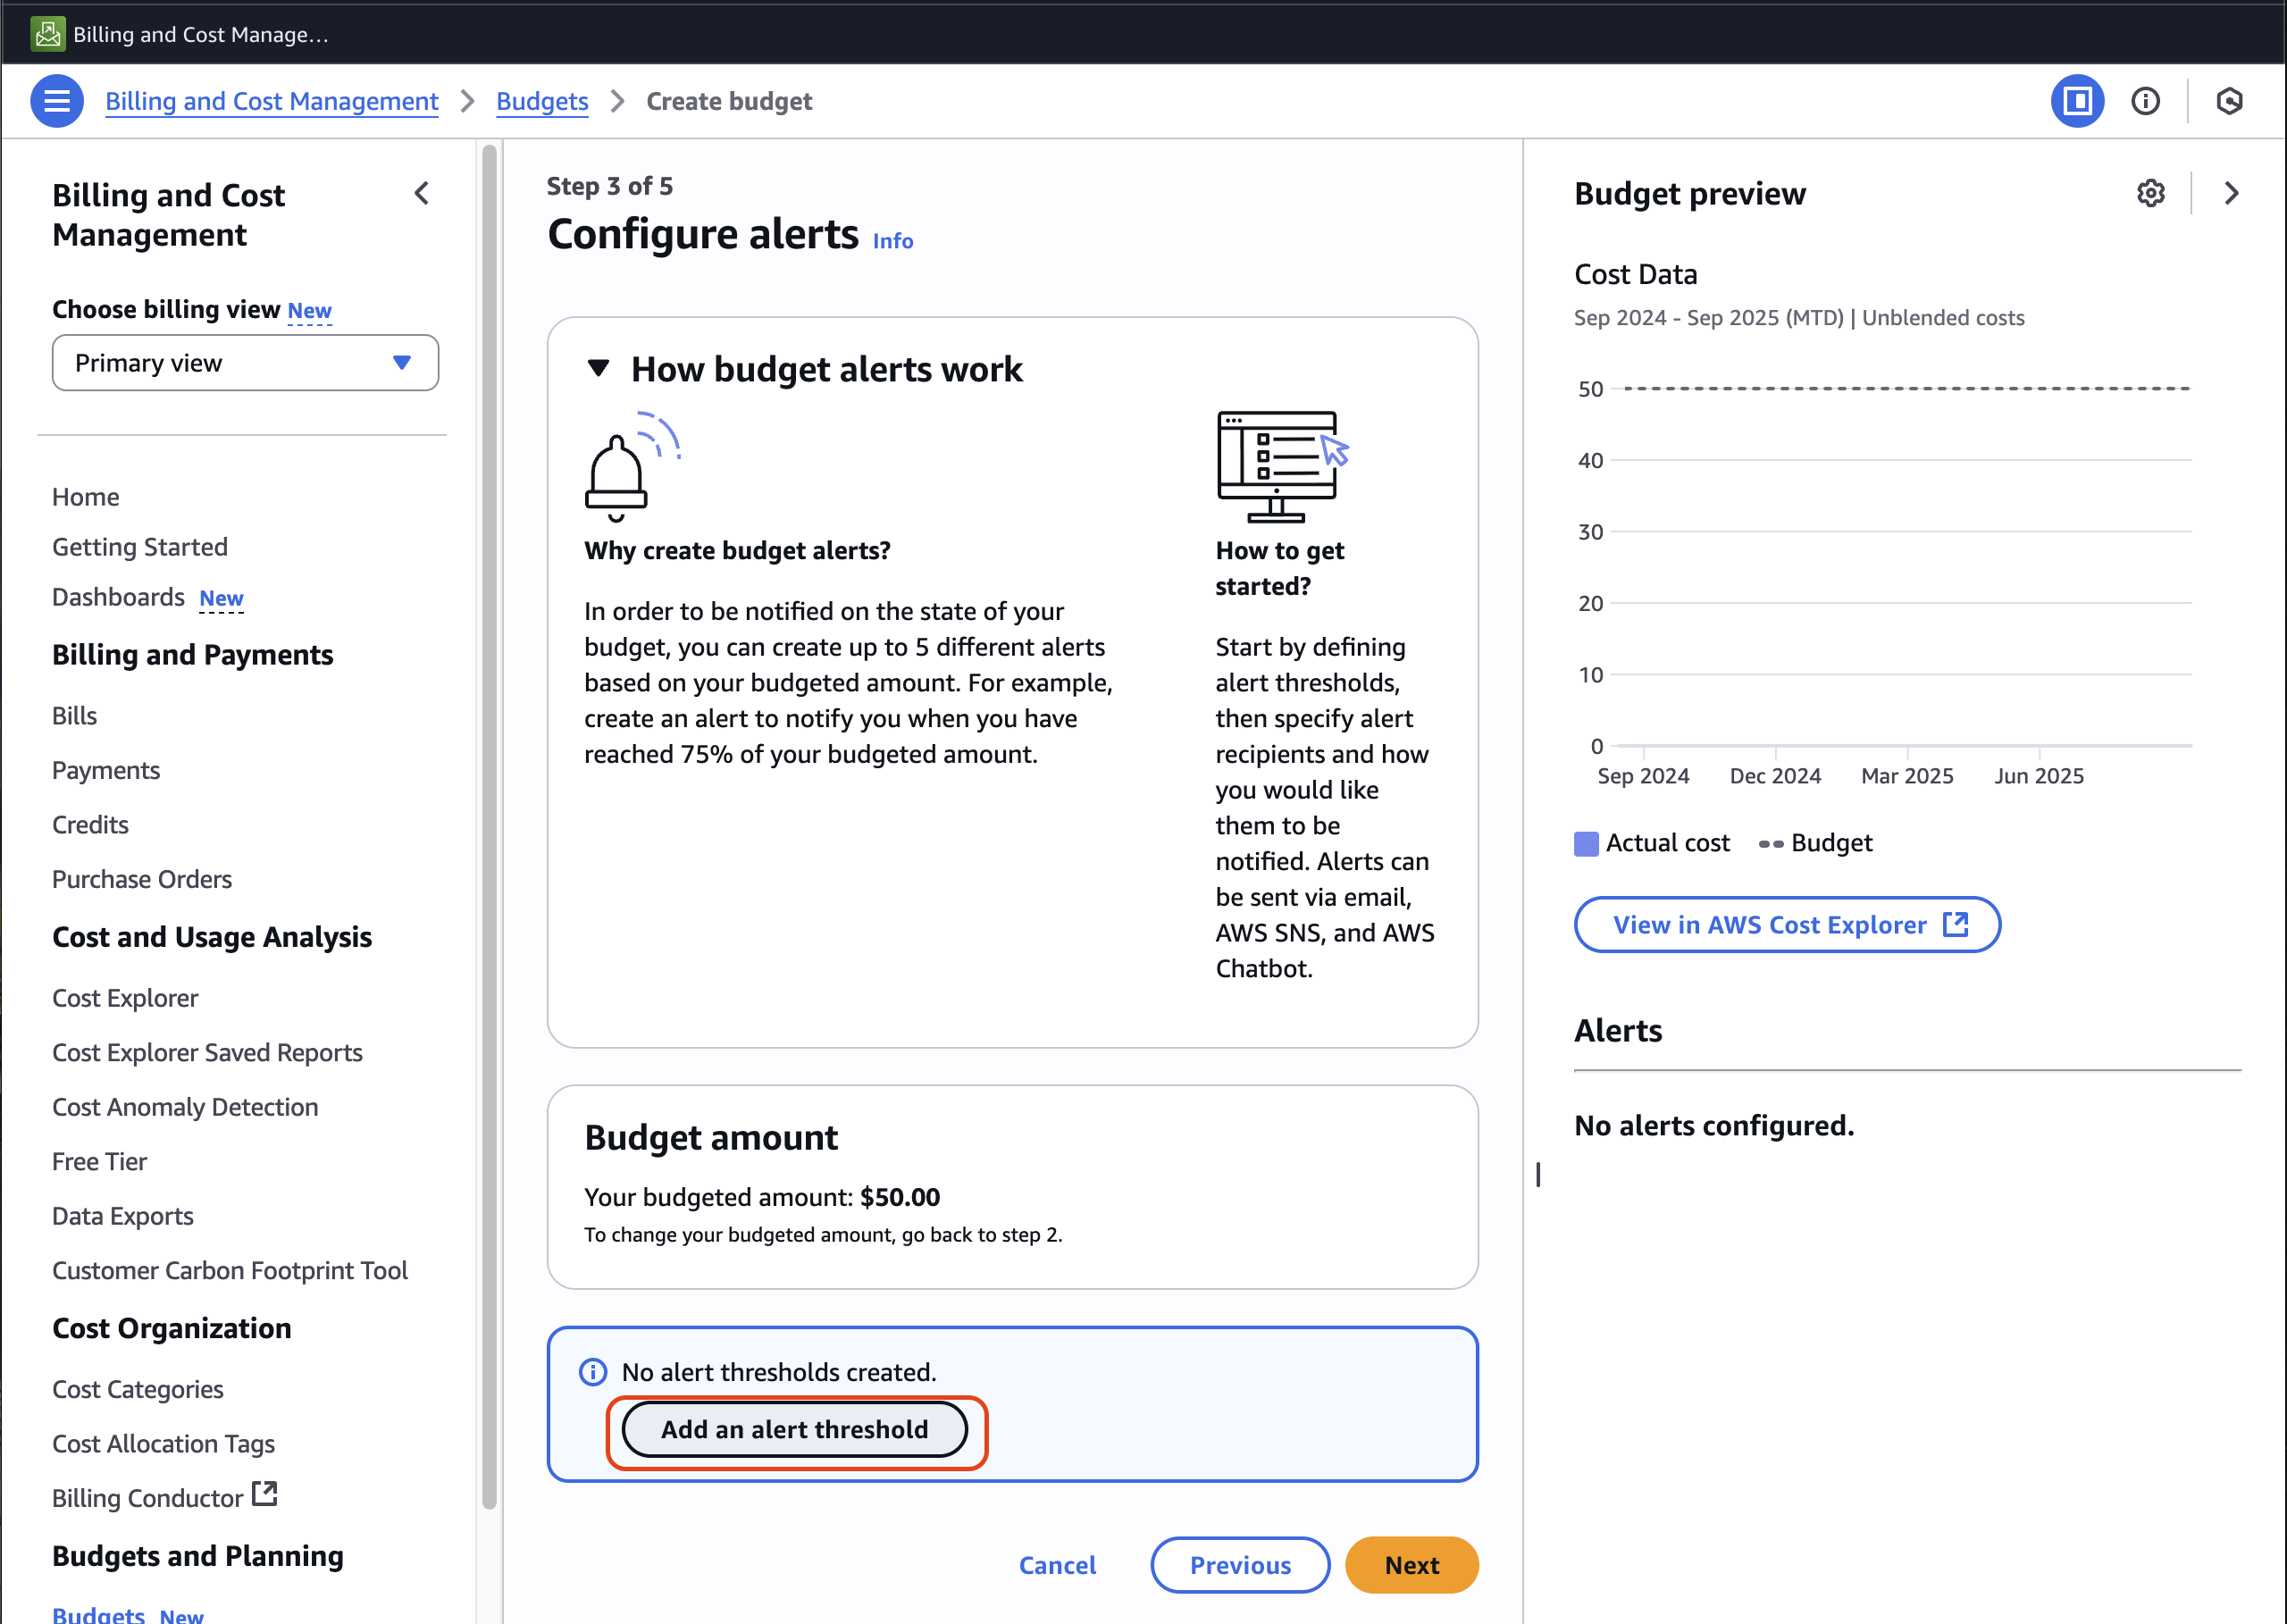 Billing and Cost Manage...
Billing and Cost Management
Budgets
Create budget
Billing and Cost
Management
Choose billing view New
Primary view
Home
Getting Started
Dashboards New
Billing and Payments
Bills
Payments
Credits
Purchase Orders
Cost and Usage Analysis
Cost Explorer
Cost Explorer Saved Reports
Cost Anomaly Detection
Free Tier
Data Exports
Customer Carbon Footprint Tool
Cost Organization
Cost Categories
Cost Allocation Tags
Billing Conductor
Budgets and Planning
Budgets New
Step 3 of 5
Configure alerts Info
How budget alerts work
Why create budget alerts?
In order to be notified on the state of your
budget, you can create up to 5 different alerts
based on your budgeted amount. For example,
create an alert to notify you when you have
reached 75% of your budgeted amount.
How to get
started?
Start by defining
alert thresholds,
then specify alert
recipients and how
you would like
them to be
notified. Alerts can
be sent via email,
AWS SNS, and AWS
Chatbot.
Budget amount
Your budgeted amount: $50.00
To change your budgeted amount, go back to step 2.
No alert thresholds created.
Add an alert threshold
Cancel
Previous
Next
Budget preview
Cost Data
Sep 2024 - Sep 2025 (MTD) | Unblended costs
50
40
30
20
10
0
Sep 2024 Dec 2024 Mar 2025 Jun 2025
Actual cost Budget
View in AWS Cost Explorer
Alerts
No alerts configured.